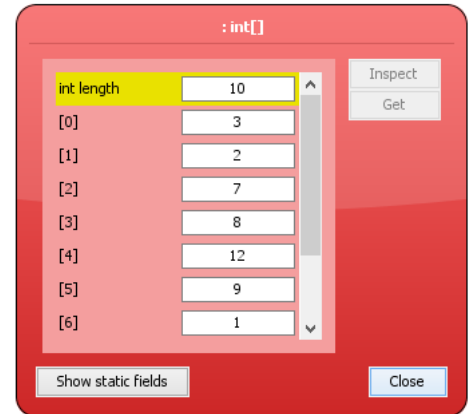 : int[]
int length 10
Inspect
Get
[0] 3
[1] 2
[2] 7
[3] 8
[4] 12
[5] 9
[6] 1
Show static fields
Close